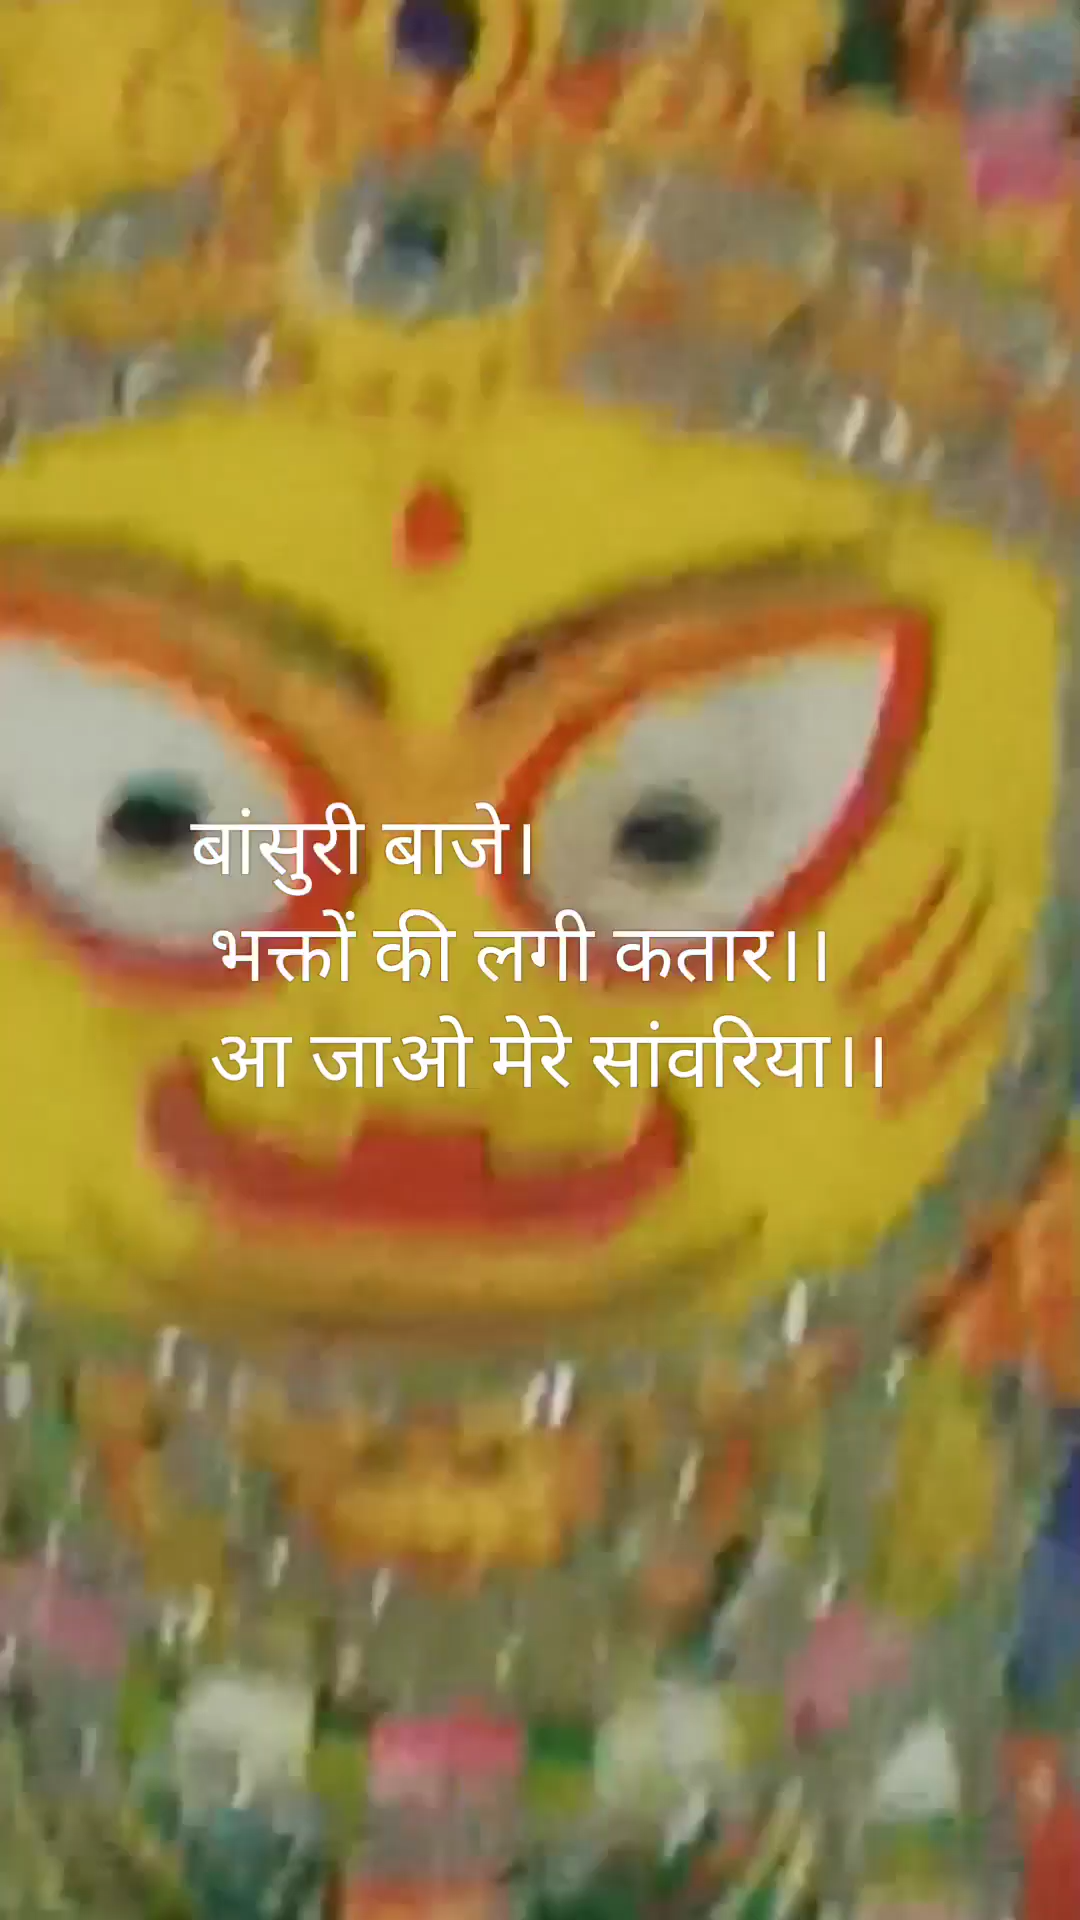 बांसुरी बाजे।
भक्तों की लगी कतार।।
आ जाओ मेरे सांवरिया।।